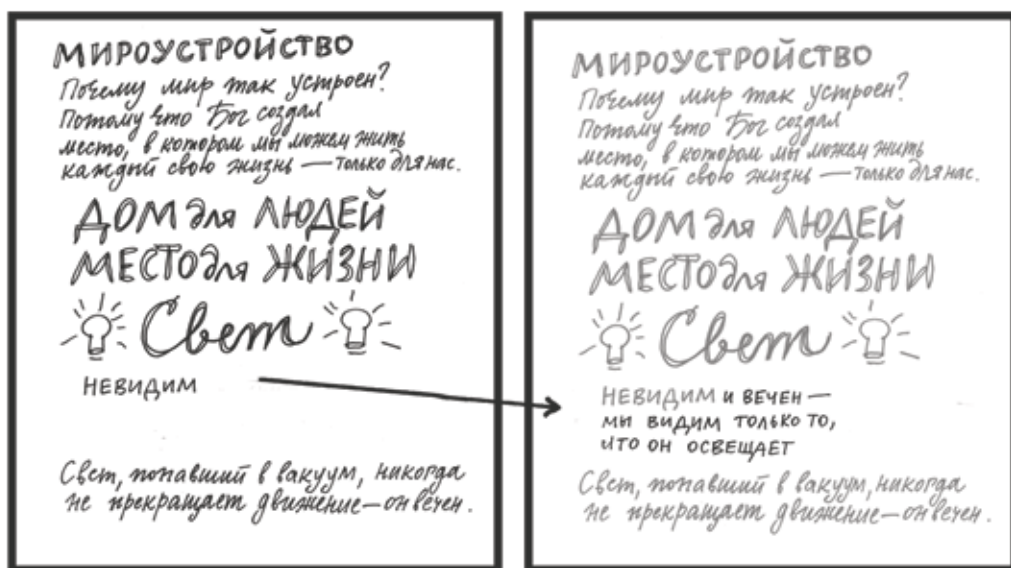 МИРОУСТРОЙСТВО
Почему мир так устроен?
Потому что Бог создал
место, в котором мы можем жить
каждый свою жизнь — только для нас.
ДОМ для ЛЮДЕЙ
МЕСТО для ЖИЗНИ
Свет
НЕВИДИМ
Свет, попавший в вакуум, никогда
не прекращает движение — он вечен.
МИРОУСТРОЙСТВО
Почему мир так устроен?
Потому что Бог создал
место, в котором мы можем жить
каждый свою жизнь — только для нас.
ДОМ для ЛЮДЕЙ
МЕСТО для ЖИЗНИ
Свет
НЕВИДИМ И ВЕЧЕН —
МЫ ВИДИМ ТОЛЬКО ТО,
ЧТО ОН ОСВЕЩАЕТ
Свет, попавший в вакуум, никогда
не прекращает движение — он вечен.